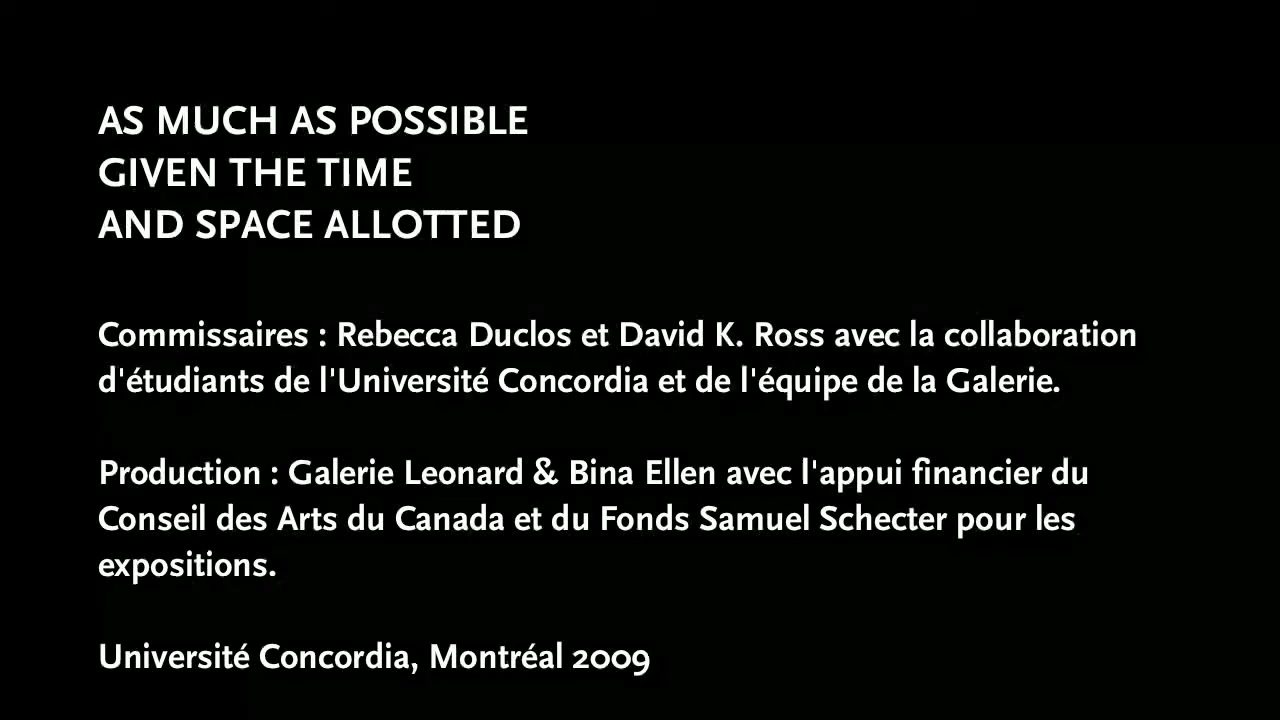 AS MUCH AS POSSIBLE
GIVEN THE TIME
AND SPACE ALLOTTED
Commissaires : Rebecca Duclos et David K. Ross avec la collaboration
d'étudiants de l'Université Concordia et de l'équipe de la Galerie.
Production : Galerie Leonard & Bina Ellen avec l'appui financier du
Conseil des Arts du Canada et du Fonds Samuel Schecter pour les
expositions.
Université Concordia, Montréal 2009